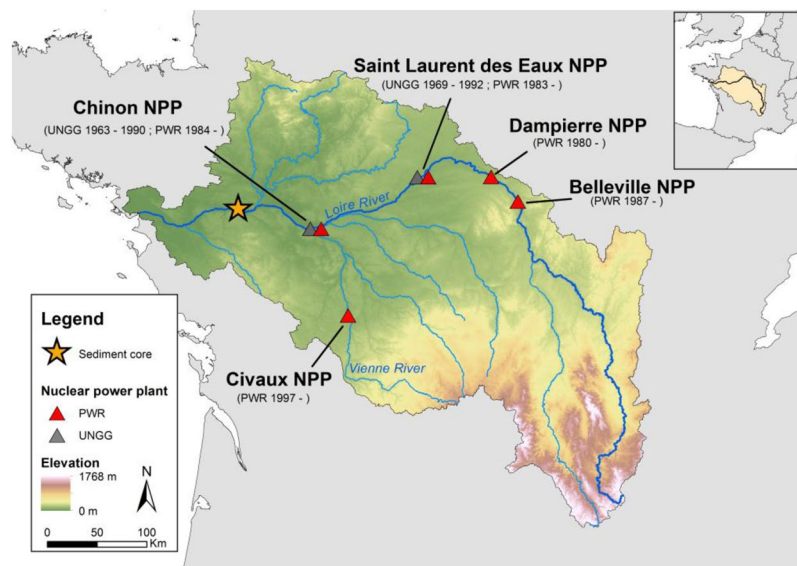 Saint Laurent des Eaux NPP
(UNGG 1969 - 1992 ; PWR 1983 - )
Chinon NPP
(UNGG 1963 - 1990 ; PWR 1984 - )
Dampierre NPP
(PWR 1980 - )
Belleville NPP
(PWR 1987 - )
Loire River
Civaux NPP
(PWR 1997 - )
Vienne River
Legend
Sediment core
Nuclear power plant
PWR
UNGG
Elevation
1768 m
0 m
N
0 50 100
Km